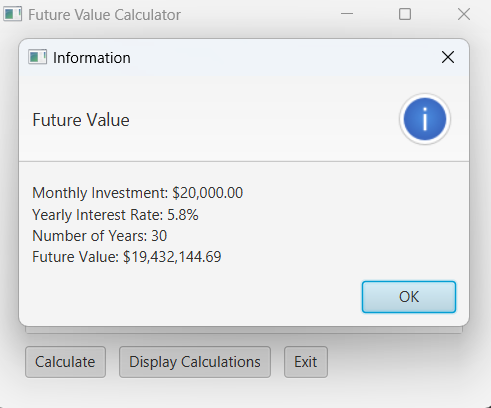 Future Value Calculator
Information
Future Value
Monthly Investment: $20,000.00
Yearly Interest Rate: 5.8%
Number of Years: 30
Future Value: $19,432,144.69
OK
Calculate Display Calculations Exit